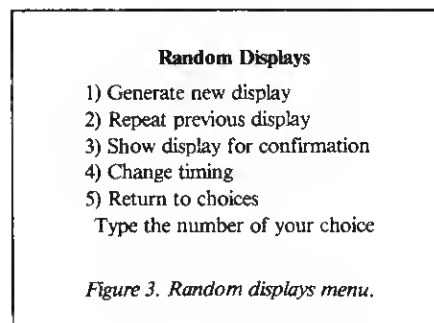 Random Displays
1) Generate new display
2) Repeat previous display
3) Show display for confirmation
4) Change timing
5) Return to choices
Type the number of your choice
Figure 3. Random displays menu.